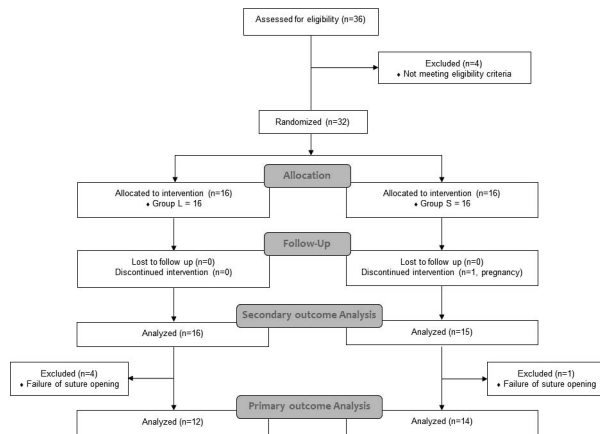 Assessed for eligibility (n=36)
Excluded (n=4)
♦ Not meeting eligibility criteria
Randomized (n=32)
Allocation
Allocated to intervention (n=16)
♦ Group L = 16
Allocated to intervention (n=16)
♦ Group S = 16
Follow-Up
Lost to follow up (n=0)
Discontinued intervention (n=0)
Lost to follow up (n=0)
Discontinued intervention (n=1, pregnancy)
Secondary outcome Analysis
Analyzed (n=16)
Analyzed (n=15)
Excluded (n=4)
♦ Failure of suture opening
Excluded (n=1)
♦ Failure of suture opening
Primary outcome Analysis
Analyzed (n=12)
Analyzed (n=14)